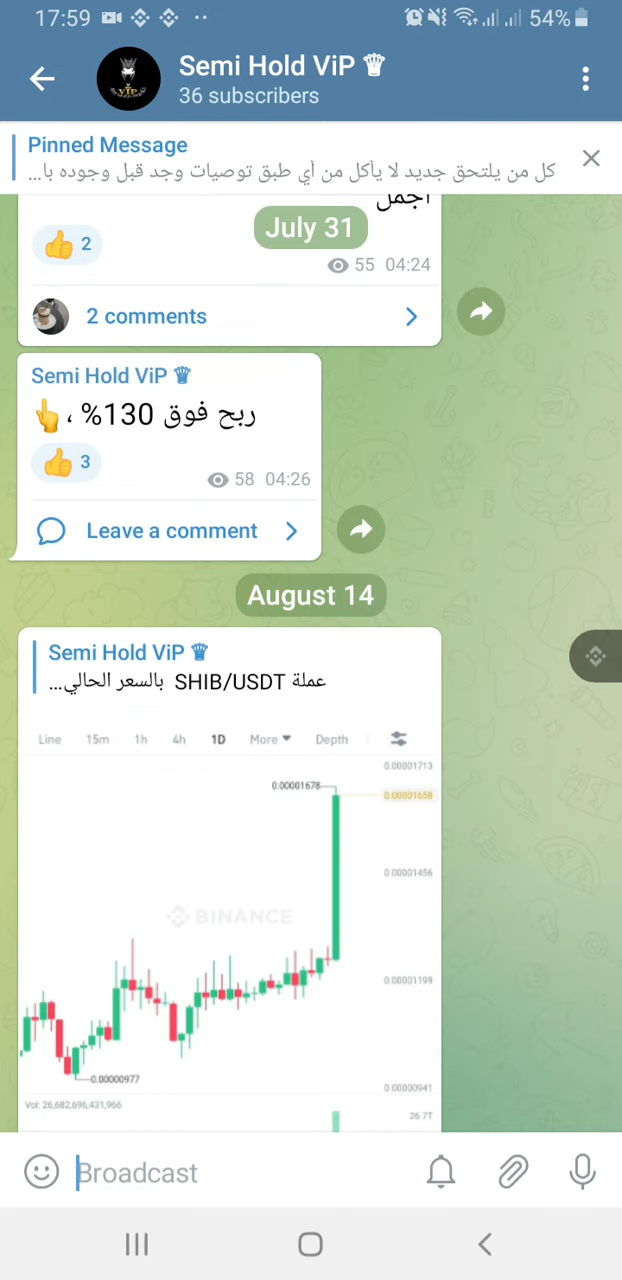 17:59
54%
Semi Hold ViP
36 subscribers
Pinned Message
كل من يلتحق جديد لا يأكل من أي طبق توصيات وجد قبل وجوده با...
اجمل
July 31
2
55 04:24
2 comments
Semi Hold ViP
ربح فوق 130% ،
3
58 04:26
Leave a comment
August 14
Semi Hold ViP
عملة SHIB/USDT بالسعر الحالي...
Line 15m 1h 4h 1D More Depth
0.00001713
0.00001678
0.00001658
0.00001456
BINANCE
0.00001199
0.00000977
0.00000941
Vol: 26,682,696,431,966
26.7T
Broadcast